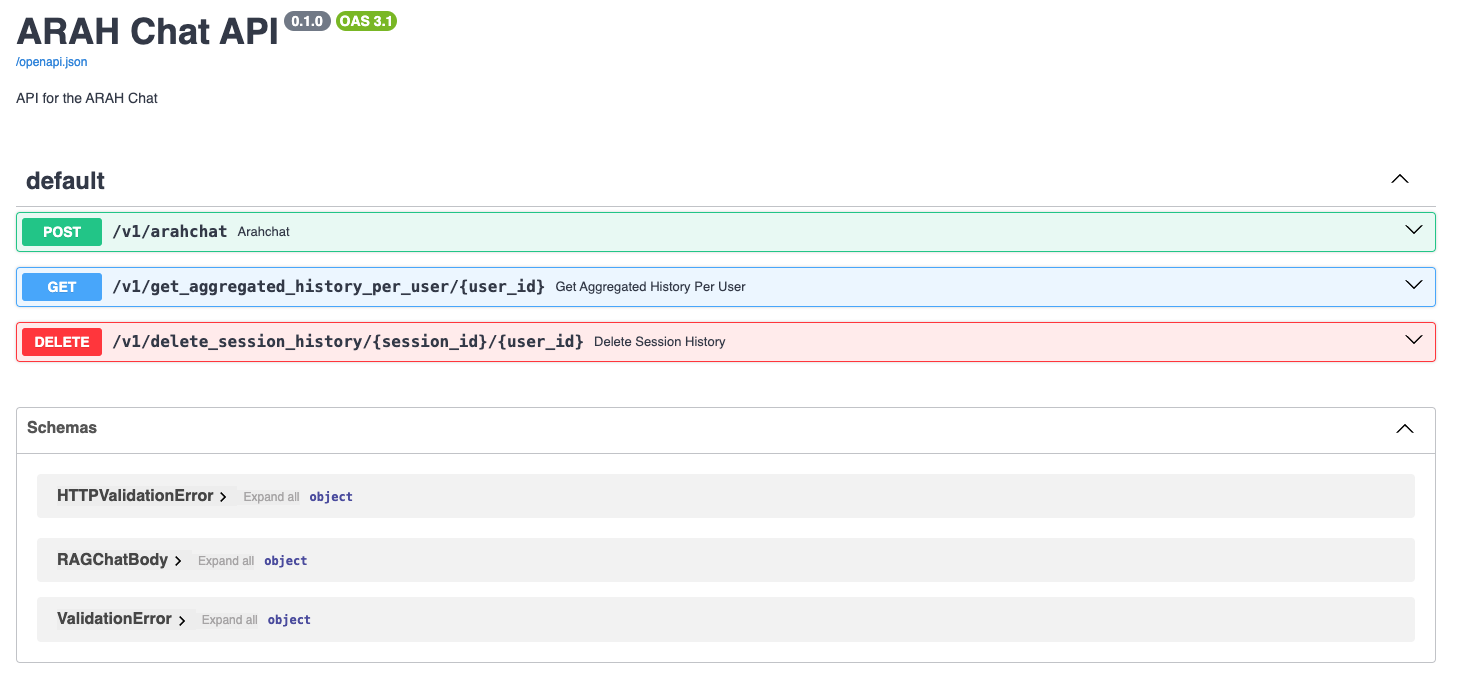 ARAH Chat API 0.1.0 OAS 3.1
/openapi.json
API for the ARAH Chat
default
POST /v1/arahchat Arahchat
GET /v1/get_aggregated_history_per_user/{user_id} Get Aggregated History Per User
DELETE /v1/delete_session_history/{session_id}/{user_id} Delete Session History
Schemas
HTTPValidationError Expand all object
RAGChatBody Expand all object
ValidationError Expand all object